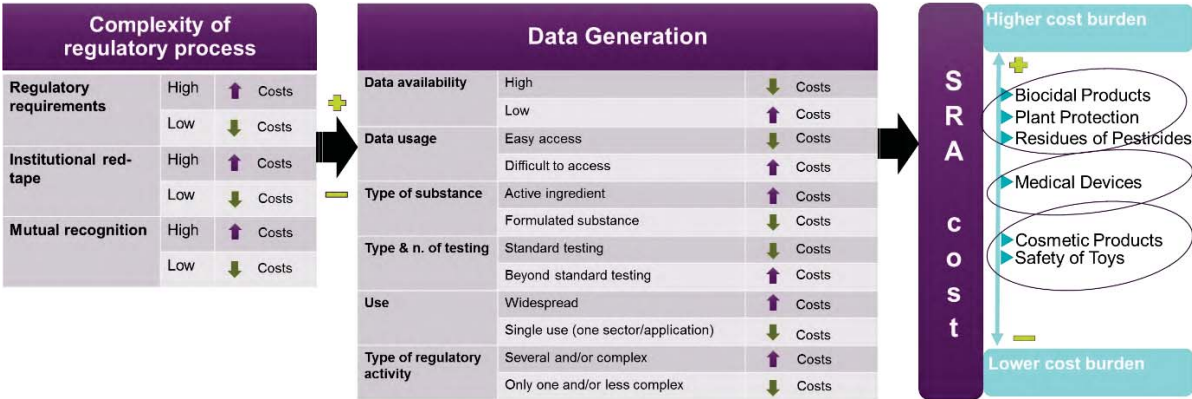 Complexity of
regulatory process
Regulatory
requirements
High
Costs
Low
Costs
Institutional red-
tape
High
Costs
Low
Costs
Mutual recognition
High
Costs
Low
Costs
Data Generation
Data availability
High
Costs
Low
Costs
Data usage
Easy access
Costs
Difficult to access
Costs
Type of substance
Active ingredient
Costs
Formulated substance
Costs
Type & n. of testing
Standard testing
Costs
Beyond standard testing
Costs
Use
Widespread
Costs
Single use (one sector/application)
Costs
Type of regulatory
activity
Several and/or complex
Costs
Only one and/or less complex
Costs
SRA cost
Higher cost burden
Biocidal Products
Plant Protection
Residues of Pesticides
Medical Devices
Cosmetic Products
Safety of Toys
Lower cost burden